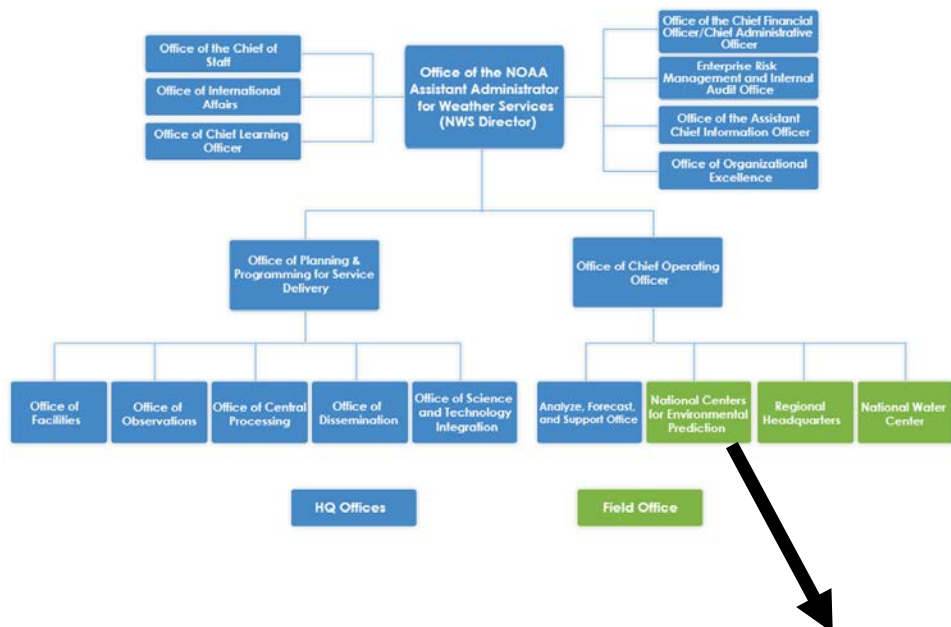 Office of the Chief of
Staff
Office of International
Affairs
Office of Chief Learning
Officer
Office of the NOAA
Assistant Administrator
for Weather Services
(NWS Director)
Office of the Chief Financial
Officer/Chief Administrative
Officer
Enterprise Risk
Management and Internal
Audit Office
Office of the Assistant
Chief Information Officer
Office of Organizational
Excellence
Office of Planning &
Programming for Service
Delivery
Office of Chief Operating
Officer
Office of
Facilities
Office of
Observations
Office of Central
Processing
Office of
Dissemination
Office of Science
and Technology
Integration
Analyze, Forecast,
and Support Office
National Centers
for Environmental
Prediction
Regional
Headquarters
National Water
Center
HQ Offices
Field Office